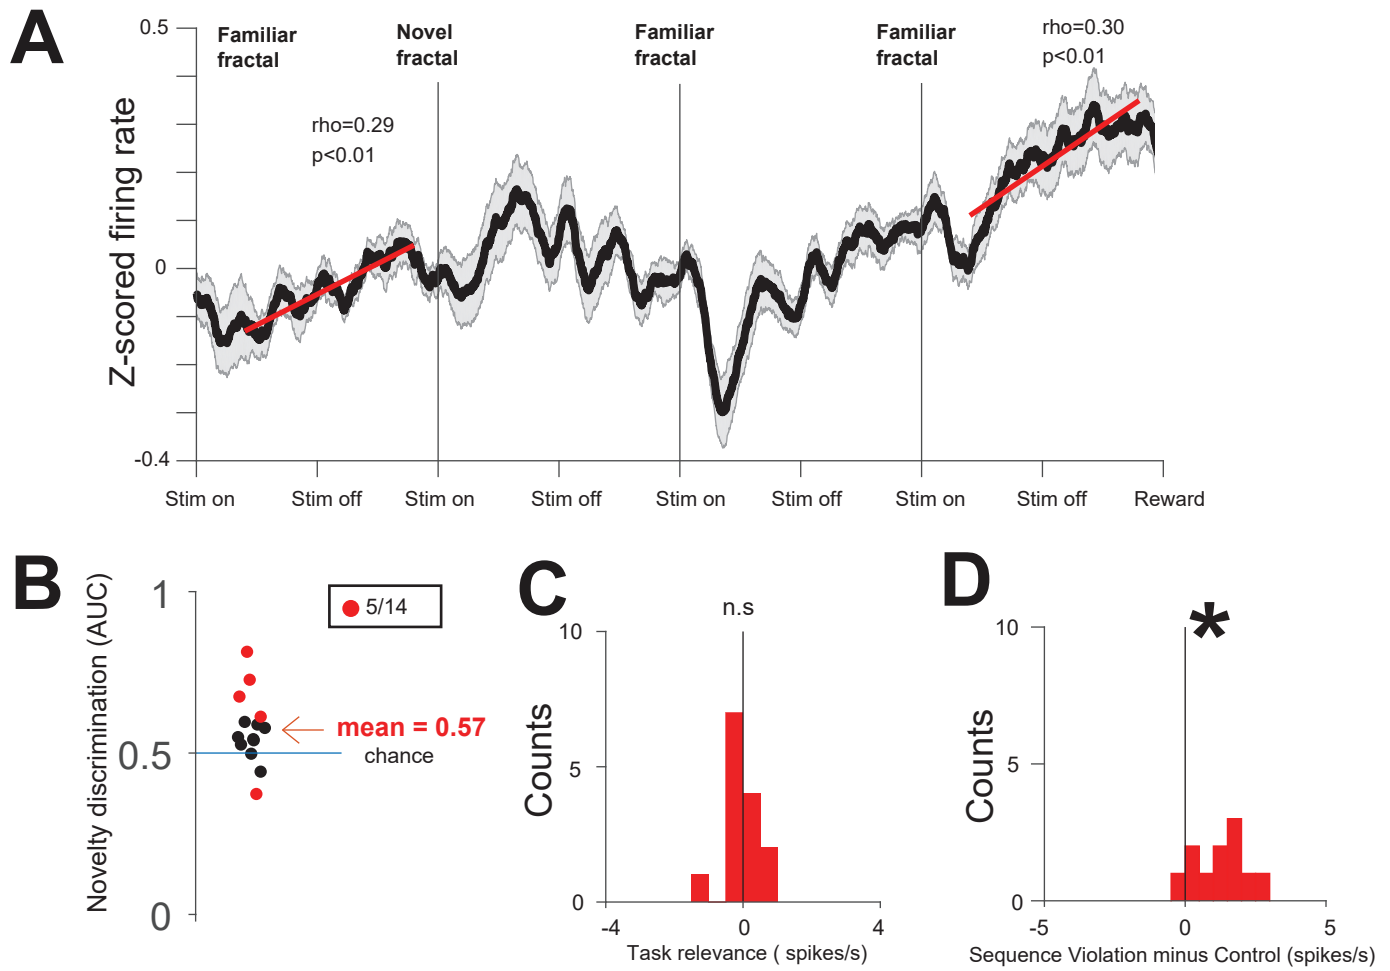 A
0.5
0
-0.4
Z-scored firing rate
Familiar
fractal
Novel
fractal
Familiar
fractal
Familiar
fractal
rho=0.30
p<0.01
rho=0.29
p<0.01
Stim on
Stim off
Stim on
Stim off
Stim on
Stim off
Stim on
Stim off
Reward
B
Novelty discrimination (AUC)
1
0.5
0
5/14
mean = 0.57
chance
C
n.s
10
5
0
Counts
-4
0
4
Task relevance ( spikes/s)
D
*
10
5
0
Counts
-5
0
5
Sequence Violation minus Control (spikes/s)